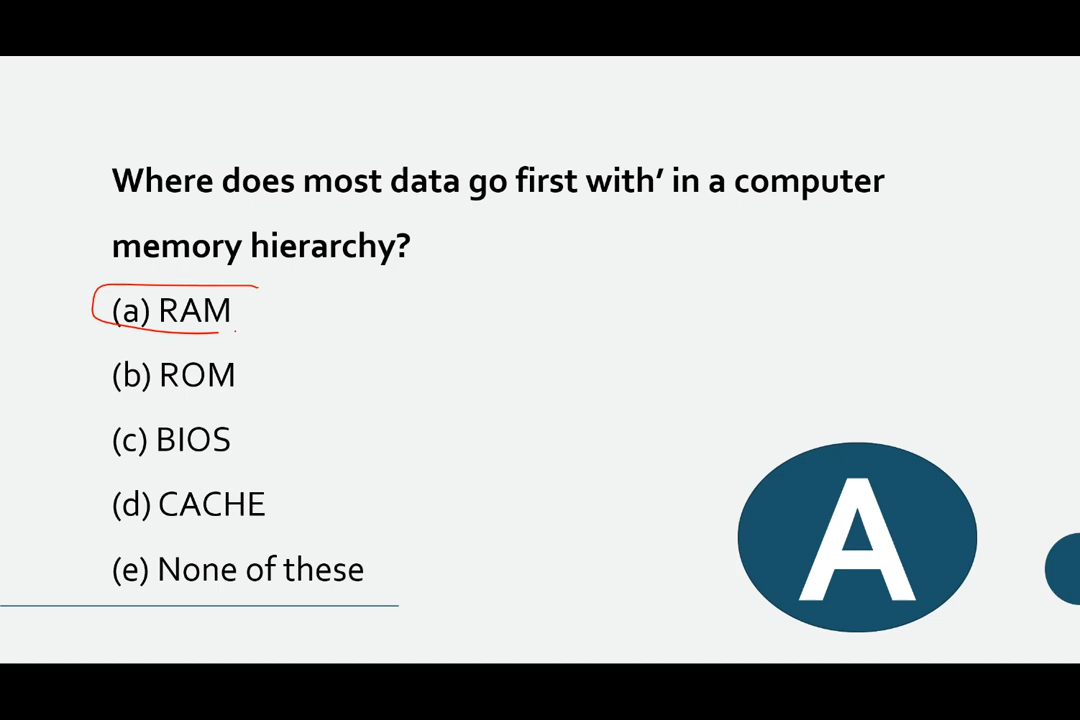 Where does most data go first with’ in a computer
memory hierarchy?
(a) RAM
(b) ROM
(c) BIOS
(d) CACHE
(e) None of these
A